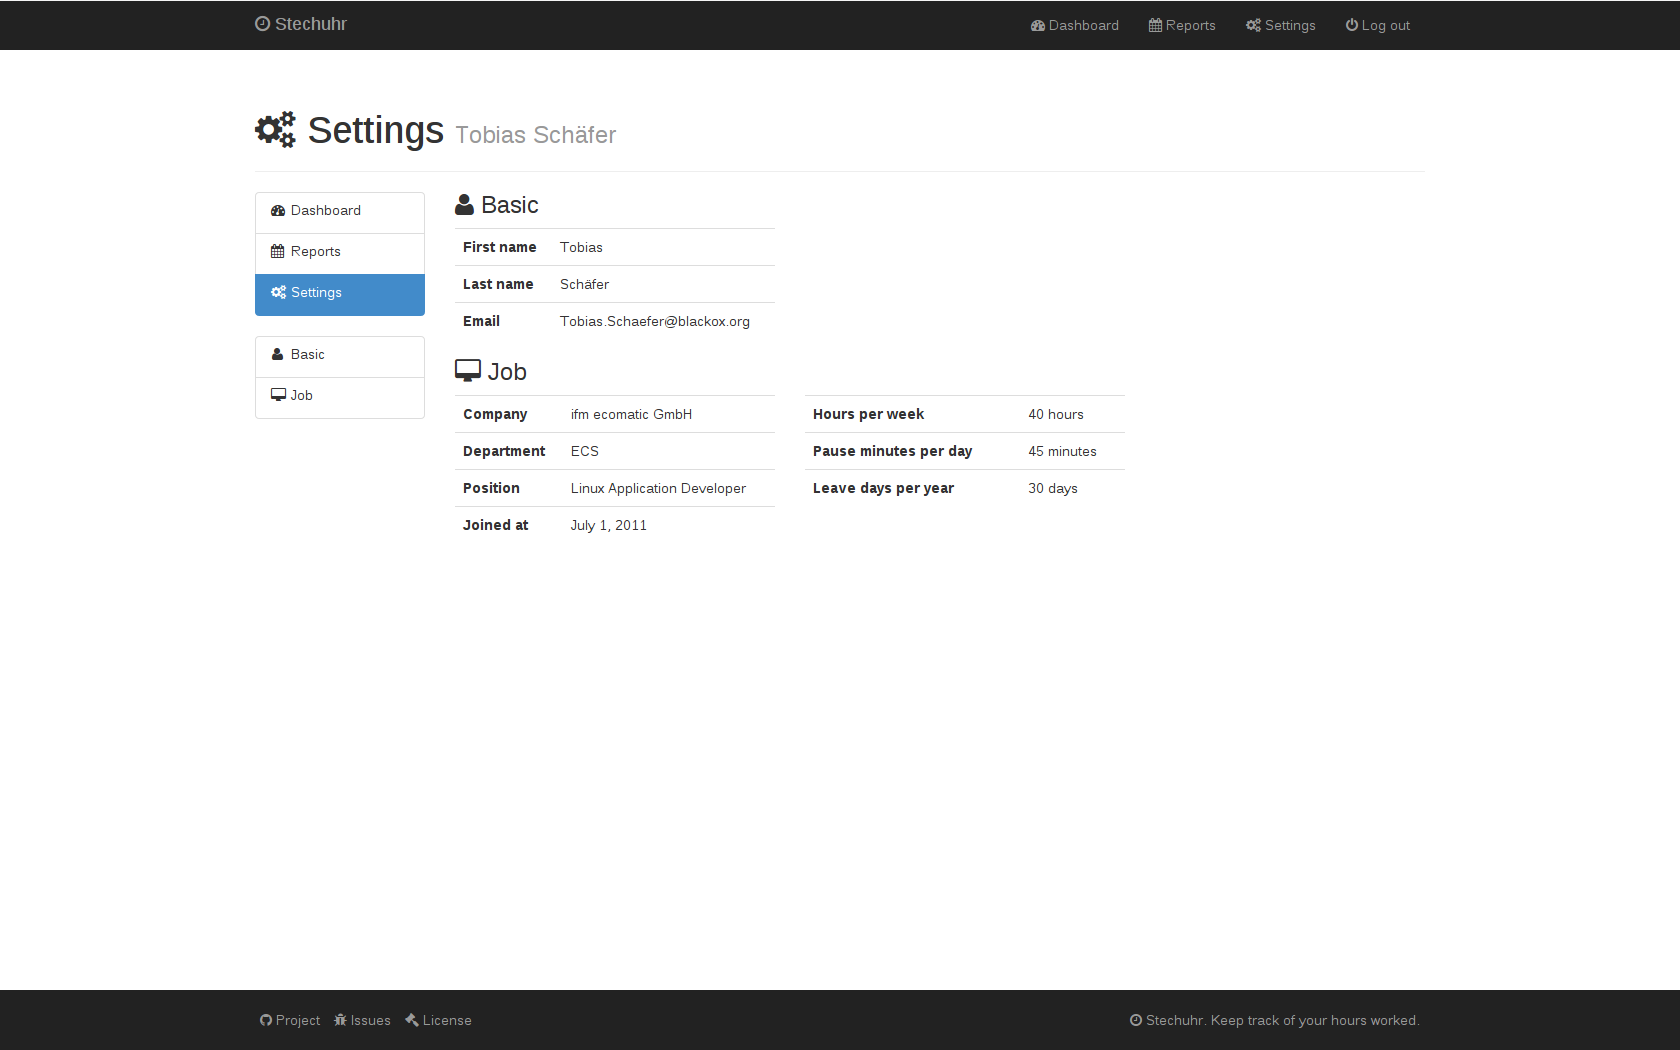 Stechuhr Dashboard Reports Settings Log out
Settings Tobias Schäfer
Dashboard
Reports
Settings
Basic
Job
Basic
First name Tobias
Last name Schäfer
Email Tobias.Schaefer@blackox.org
Job
Company ifm ecomatic GmbH
Department ECS
Position Linux Application Developer
Joined at July 1, 2011
Hours per week 40 hours
Pause minutes per day 45 minutes
Leave days per year 30 days
Project Issues License
Stechuhr. Keep track of your hours worked.